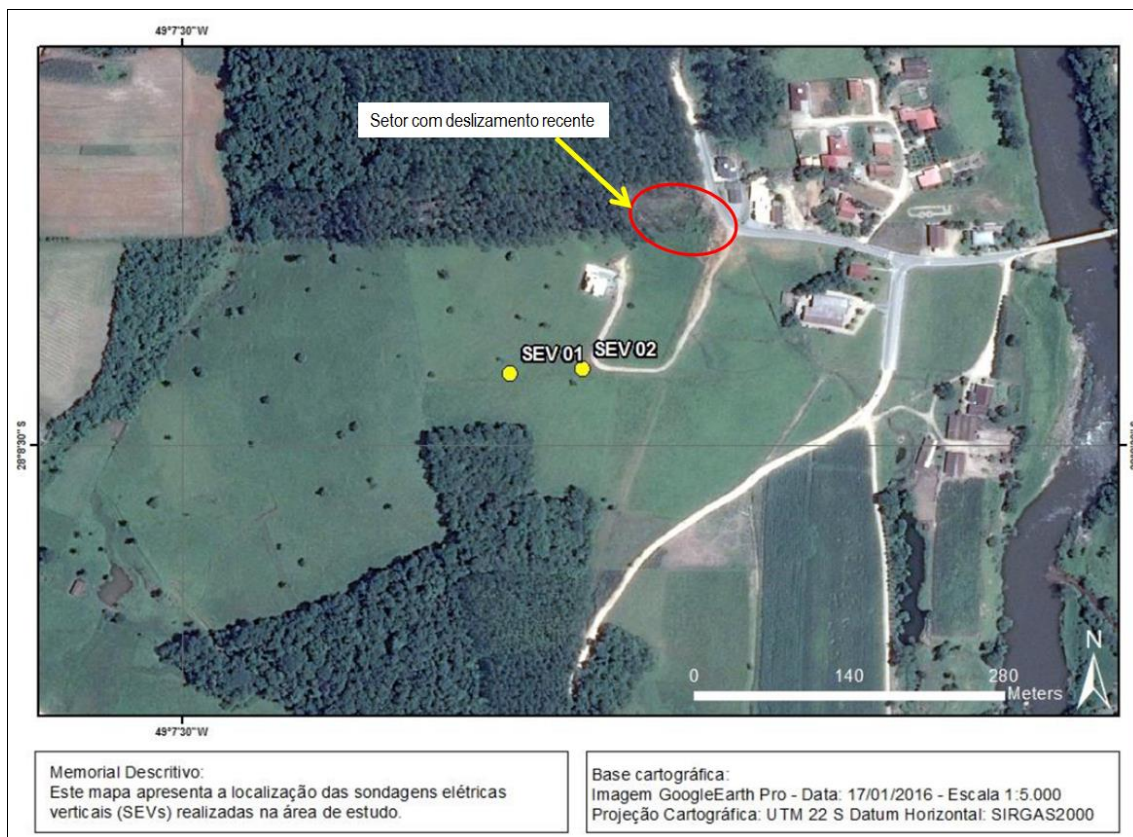 49°7'30"W
Setor com deslizamento recente
SEV 01
SEV 02
28°8'30"S
N
0 140 280
Meters
49°7'30"W
Memorial Descritivo:
Este mapa apresenta a localização das sondagens elétricas
verticais (SEVs) realizadas na área de estudo.
Base cartográfica:
Imagem GoogleEarth Pro - Data: 17/01/2016 - Escala 1:5.000
Projeção Cartográfica: UTM 22 S Datum Horizontal: SIRGAS2000